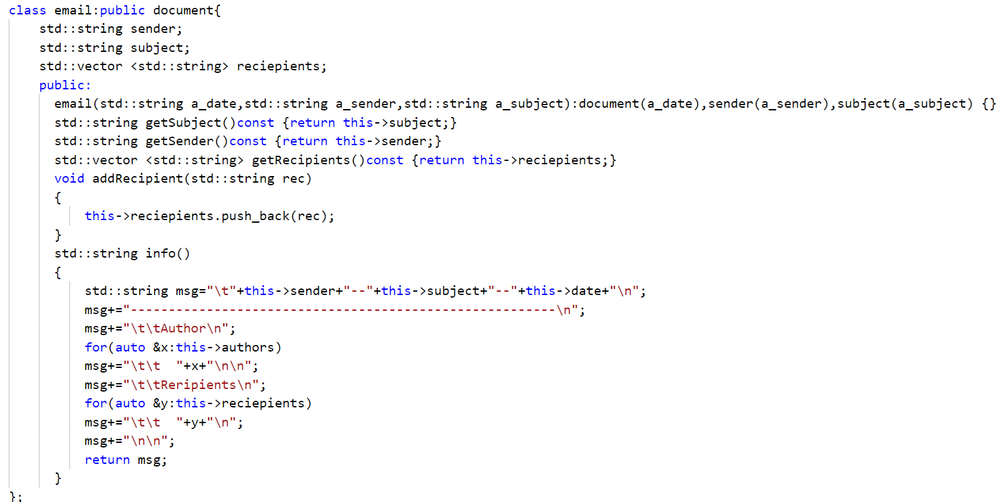 class email:public document{
    std::string sender;
    std::string subject;
    std::vector <std::string> reciepients;
    public:
      email(std::string a_date,std::string a_sender,std::string a_subject):document(a_date),sender(a_sender),subject(a_subject) {}
      std::string getSubject()const {return this->subject;}
      std::string getSender()const {return this->sender;}
      std::vector <std::string> getRecipients()const {return this->reciepients;}
      void addRecipient(std::string rec)
      {
          this->reciepients.push_back(rec);
      }
      std::string info()
      {
          std::string msg="\t"+this->sender+"--"+this->subject+"--"+this->date+"\n";
          msg+="--------------------------------------------------------\n";
          msg+="\t\tAuthor\n";
          for(auto &x:this->authors)
          msg+="\t\t  "+x+"\n\n";
          msg+="\t\tReripients\n";
          for(auto &y:this->reciepients)
          msg+="\t\t  "+y+"\n";
          msg+="\n\n";
          return msg;
      }
};